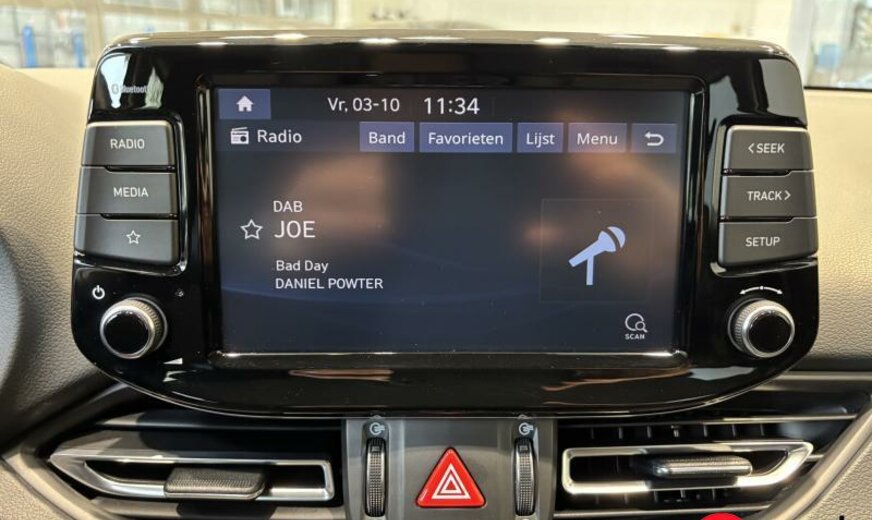 Bluetooth
Vr, 03-10 11:34
Radio Band Favorieten Lijst Menu
DAB
JOE
Bad Day
DANIEL POWTER
SCAN
RADIO
MEDIA
< SEEK
TRACK >
SETUP